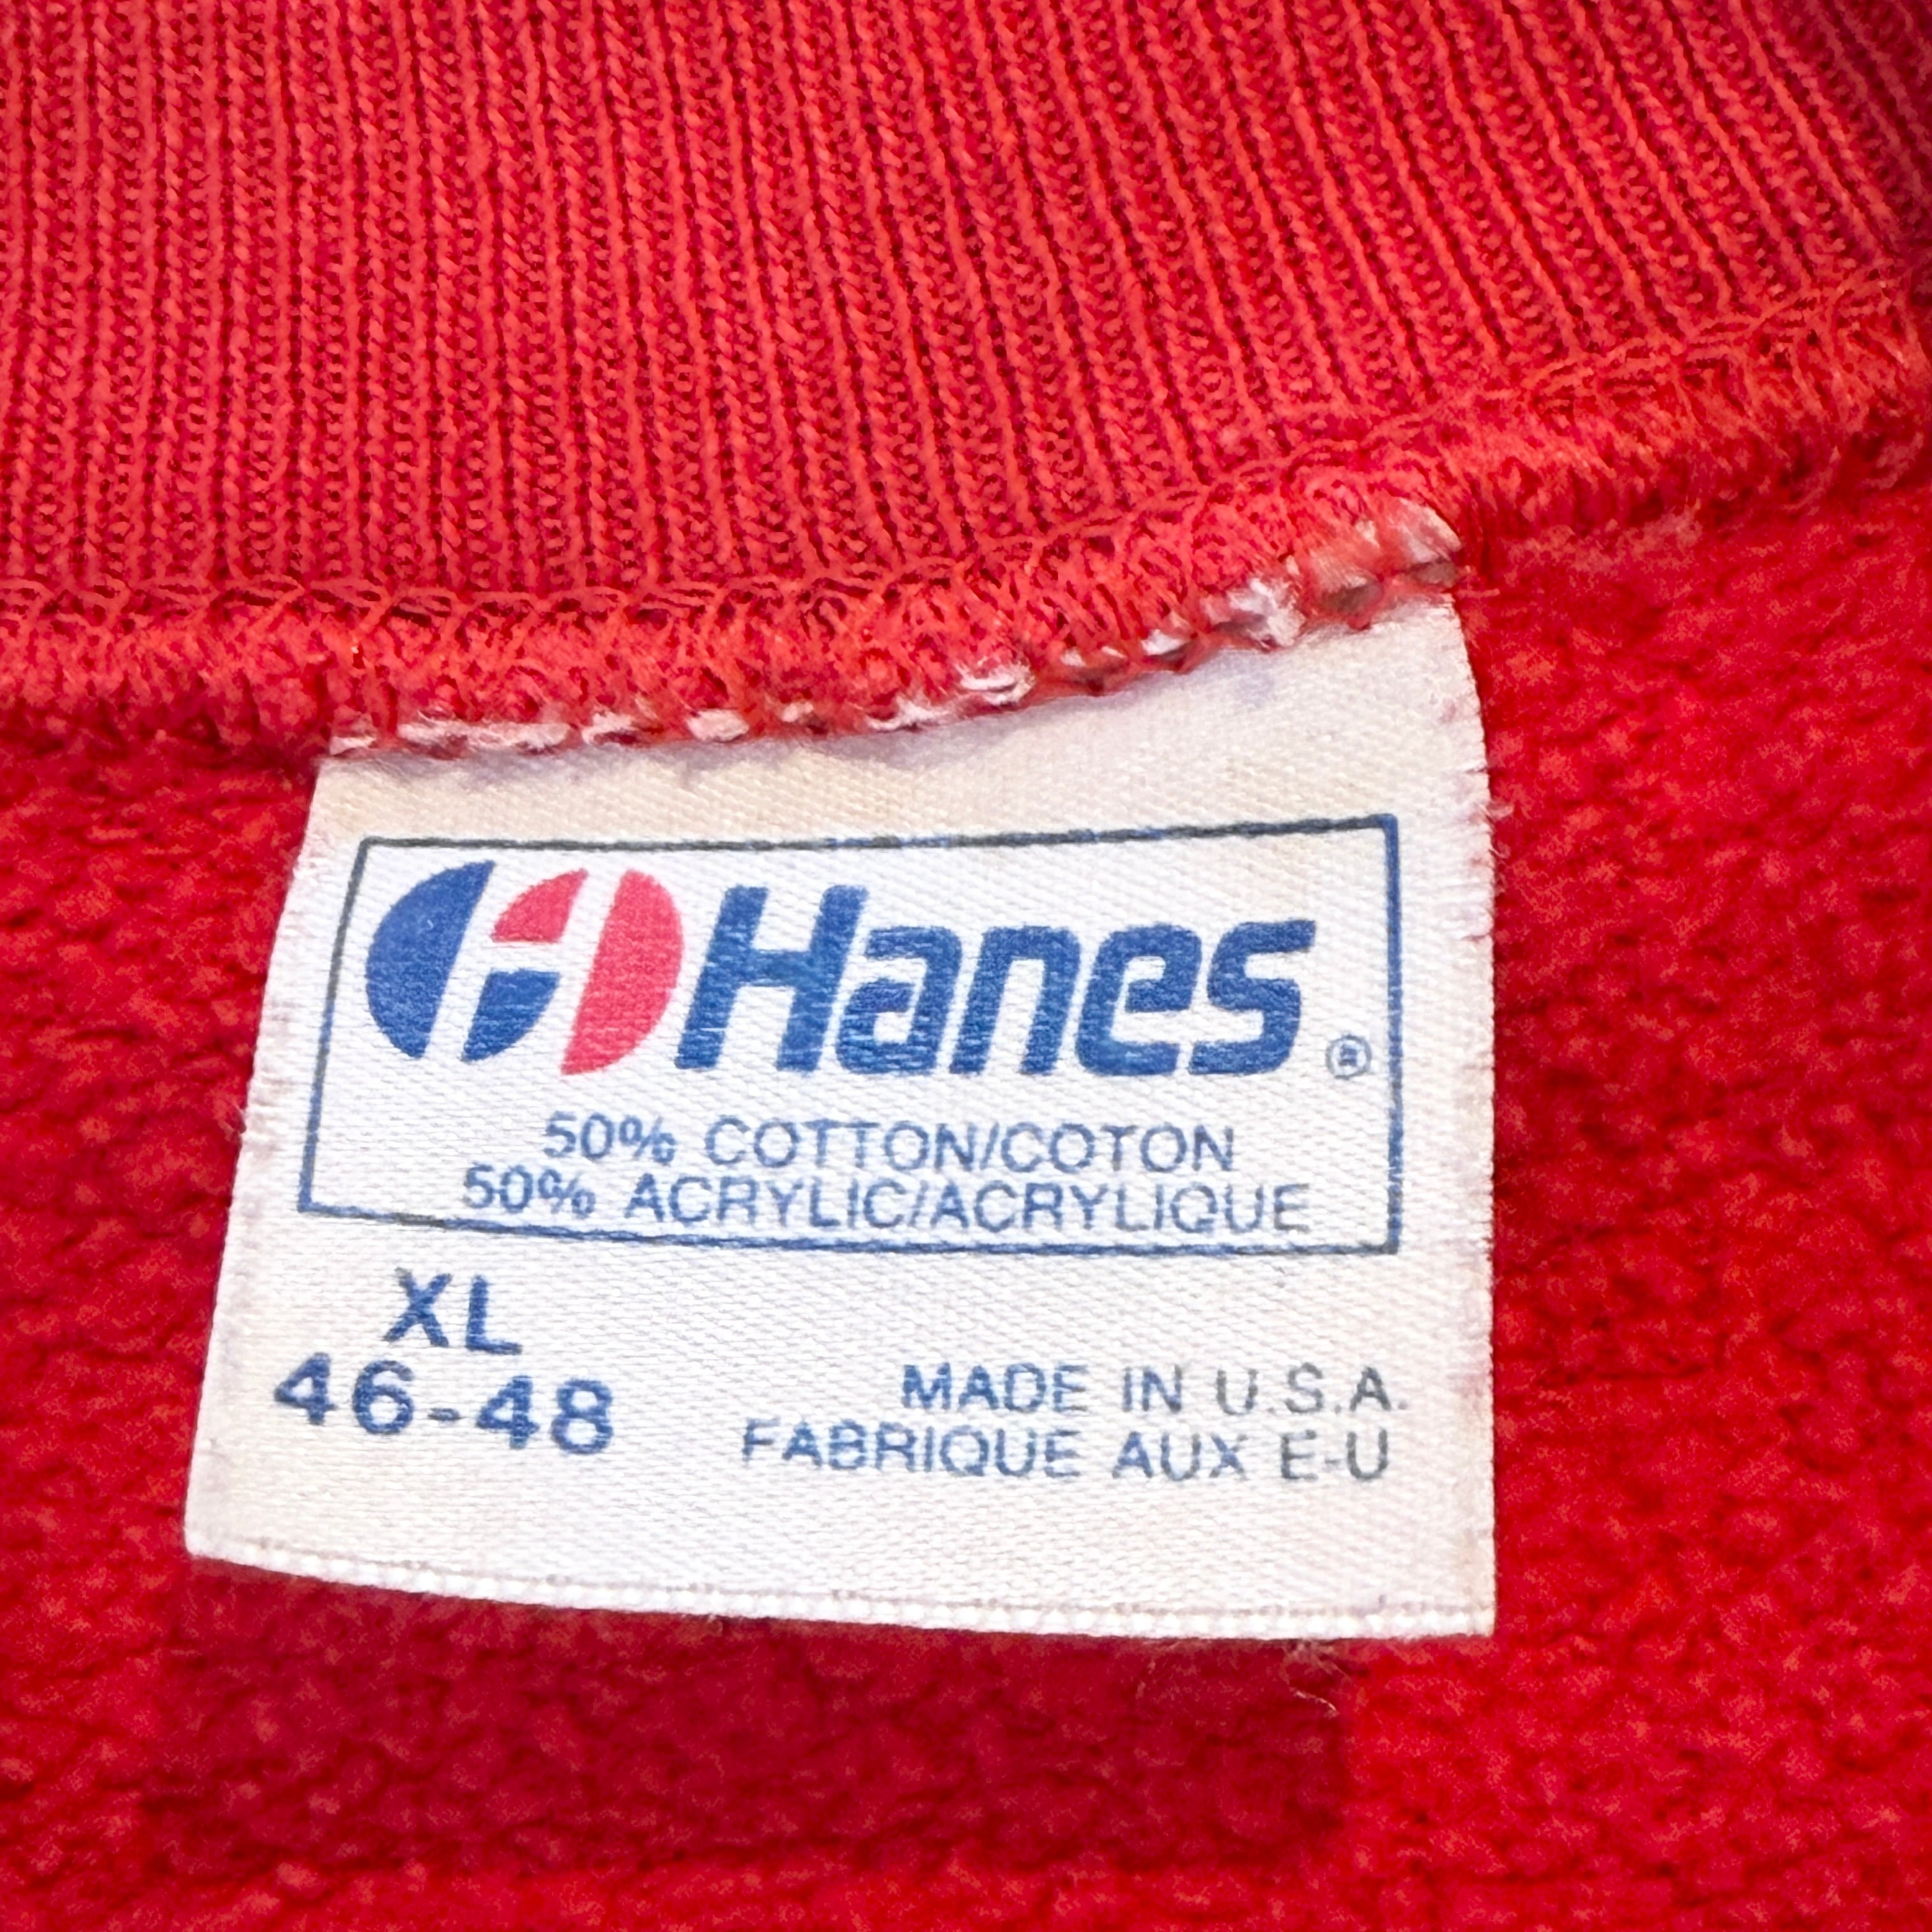 Hanes ®
50% COTTON/COTON
50% ACRYLIC/ACRYLIQUE
XL
46-48
MADE IN U.S.A.
FABRIQUE AUX E-U